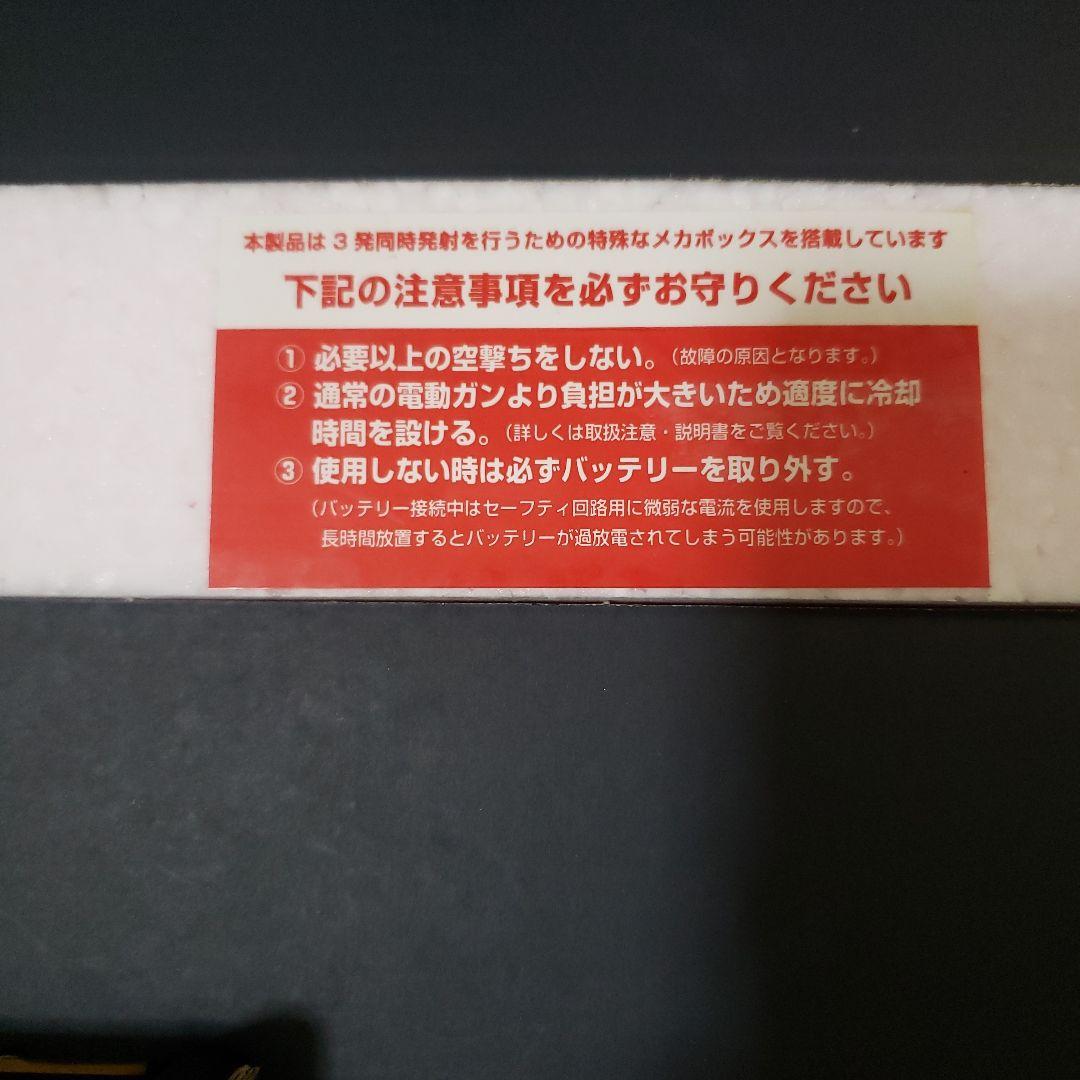 本製品は3発同時発射を行うための特殊なメカボックスを搭載しています
下記の注意事項を必ずお守りください
① 必要以上の空撃ちをしない。（故障の原因となります。）
② 通常の電動ガンより負担が大きいため適度に冷却
時間を設ける。（詳しくは取扱注意・説明書をご覧ください。）
③ 使用しない時は必ずバッテリーを取り外す。
（バッテリー接続中はセーフティ回路用に微弱な電流を使用しますので、
長時間放置するとバッテリーが過放電されてしまう可能性があります。）